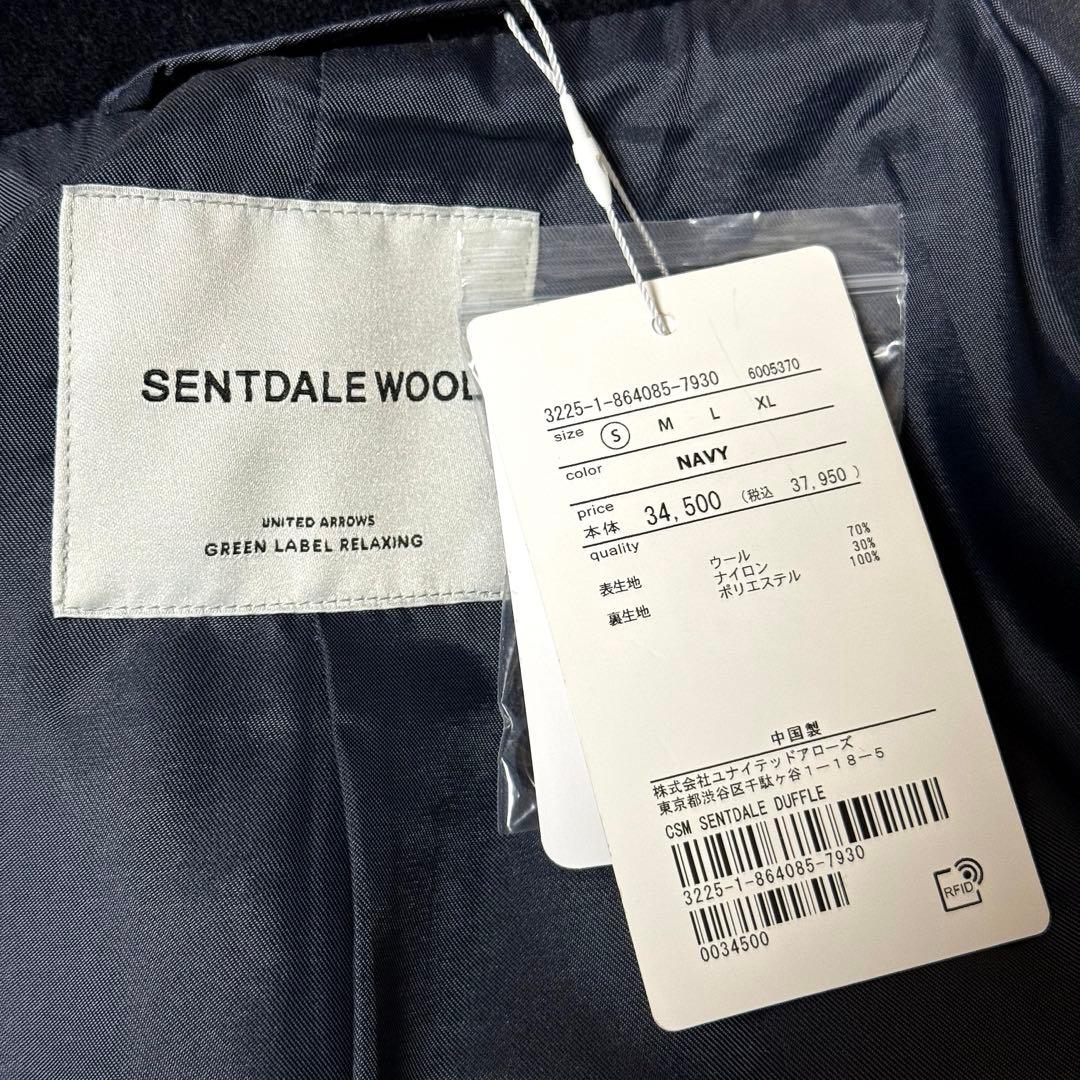 SENTDALE WOOL
UNITED ARROWS
GREEN LABEL RELAXING
3225-1-864085-7930 6005370
size S M L XL
color NAVY
price
本体 34,500 (税込 37,950)
quality
表生地 ウール 70%
ナイロン 30%
裏生地 ポリエステル 100%
中国製
株式会社ユナイテッドアローズ
東京都渋谷区千駄ヶ谷1-18-5
CSM SENTDALE DUFFLE
3225-1-864085-7930
0034500
RFID